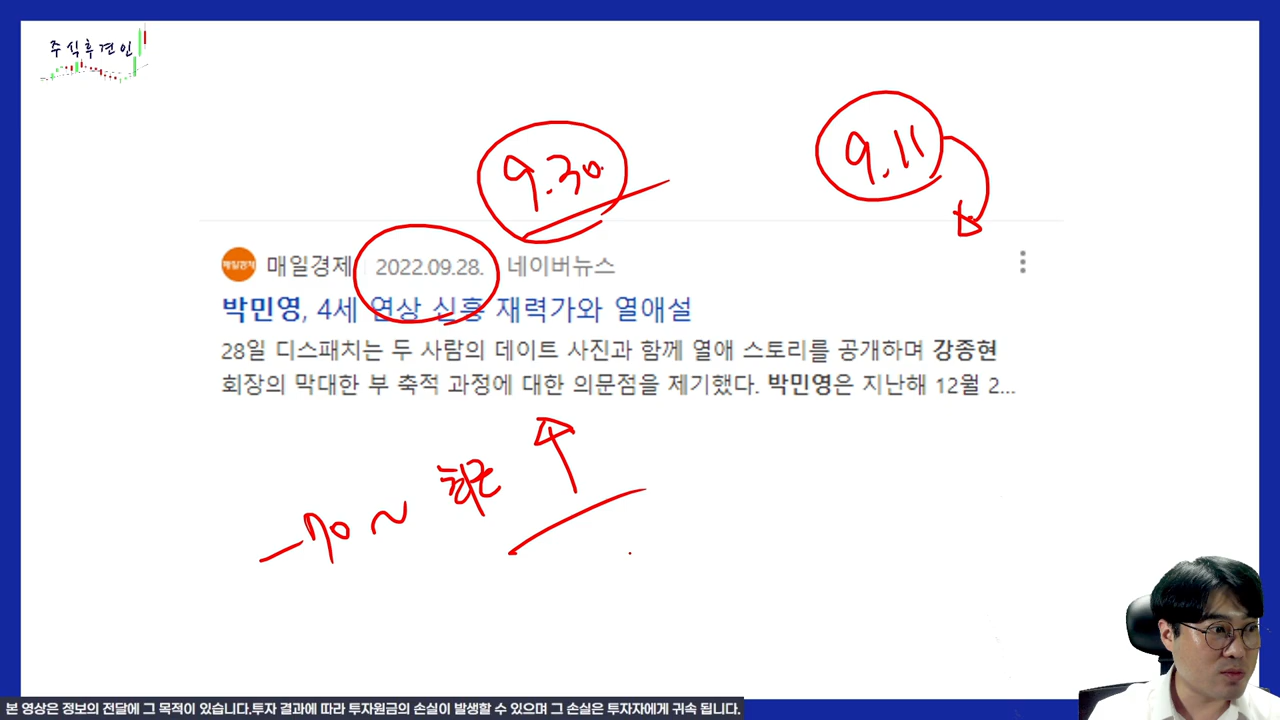 주식후견인
9.30.
9.11
매일경제 2022.09.28. 네이버뉴스
박민영, 4세 연상 신흥 재력가와 열애설
28일 디스패치는 두 사람의 데이트 사진과 함께 열애 스토리를 공개하며 강종현
회장의 막대한 부 축적 과정에 대한 의문점을 제기했다. 박민영은 지난해 12월 2...
-70 ~ 최근
본 영상은 정보의 전달에 그 목적이 있습니다.투자 결과에 따라 투자원금의 손실이 발생할 수 있으며 그 손실은 투자자에게 귀속 됩니다.